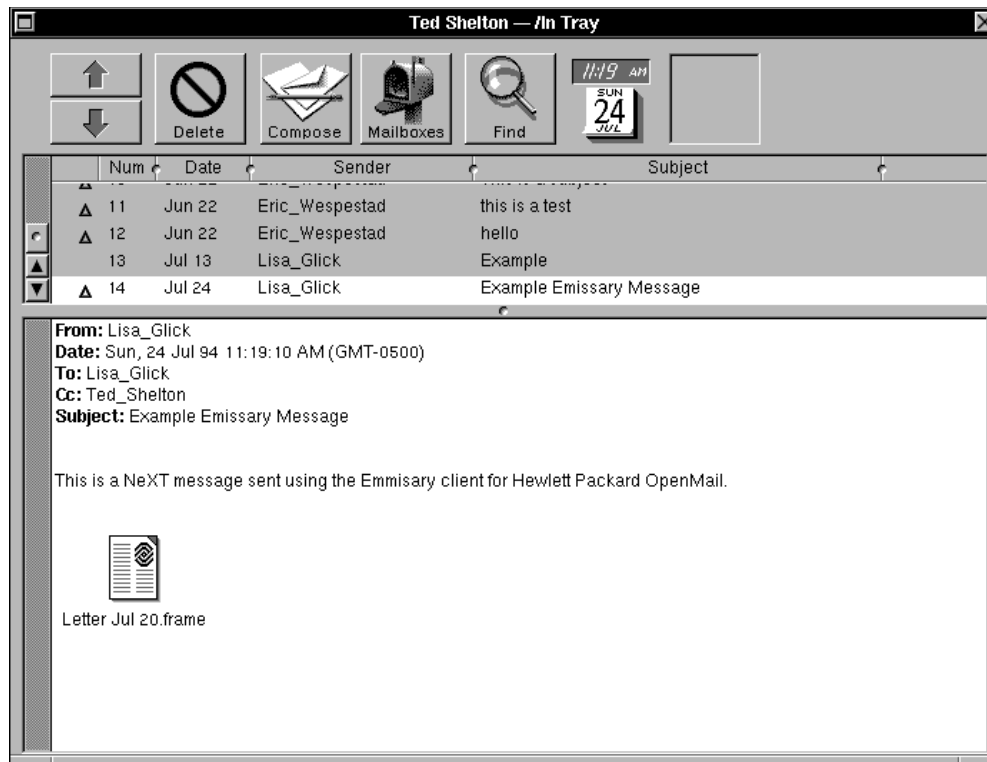 Ted Shelton — /In Tray
Delete
Compose
Mailboxes
Find
11:19 AM
SUN
24
JUL
Num Date Sender Subject
11 Jun 22 Eric_Wespestad this is a test
12 Jun 22 Eric_Wespestad hello
13 Jul 13 Lisa_Glick Example
14 Jul 24 Lisa_Glick Example Emissary Message
From: Lisa_Glick
Date: Sun, 24 Jul 94 11:19:10 AM (GMT-0500)
To: Lisa_Glick
Cc: Ted_Shelton
Subject: Example Emissary Message
This is a NeXT message sent using the Emmisary client for Hewlett Packard OpenMail.
Letter Jul 20.frame